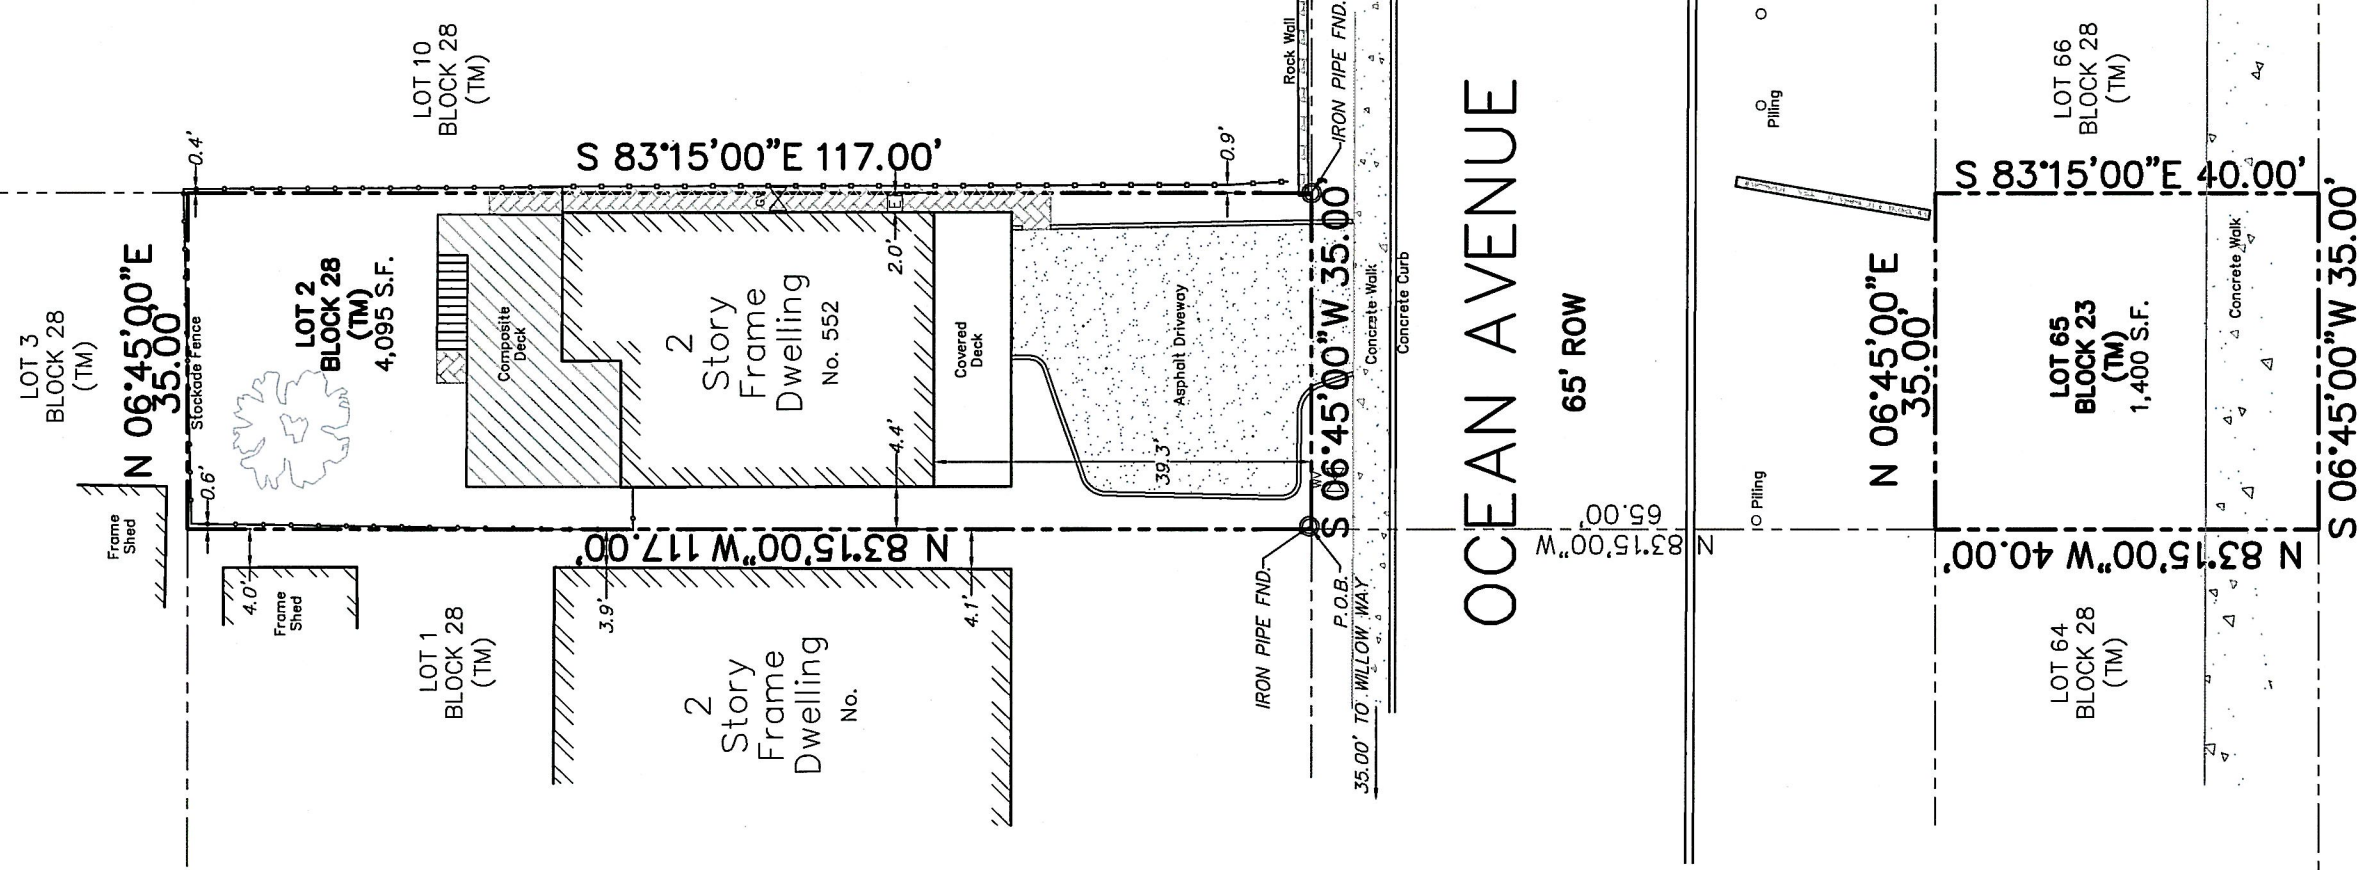 LOT 3
BLOCK 28
(TM)
LOT 10
BLOCK 28
(TM)
0.4'
S 83°15'00"E 117.00'
0.9'
Rock Wall
IRON PIPE FND.
N 06°45'00"E
35.00'
Stockade Fence
LOT 2
BLOCK 28
(TM)
4,095 S.F.
Composite
Deck
GV
E
2.0'
2
Story
Frame
Dwelling
No. 552
Covered
Deck
Asphalt Driveway
S 06°45'00"W 35.00'
Concrete Walk
Concrete Curb
4.4'
39.3'
WV
0.6'
Frame
Shed
4.0'
Frame
Shed
N 83°15'00"W 117.00'
3.9'
4.1'
LOT 1
BLOCK 28
(TM)
2
Story
Frame
Dwelling
No.
IRON PIPE FND.
P.O.B.
35.00' TO WILLOW WAY
OCEAN AVENUE
65' ROW
N 83°15'00"W
65.00'
Piling
Piling
LOT 66
BLOCK 28
(TM)
S 83°15'00"E 40.00'
N 06°45'00"E
35.00'
LOT 65
BLOCK 23
(TM)
1,400 S.F.
Concrete Walk
S 06°45'00"W 35.00'
N 83°15'00"W 40.00'
LOT 64
BLOCK 28
(TM)